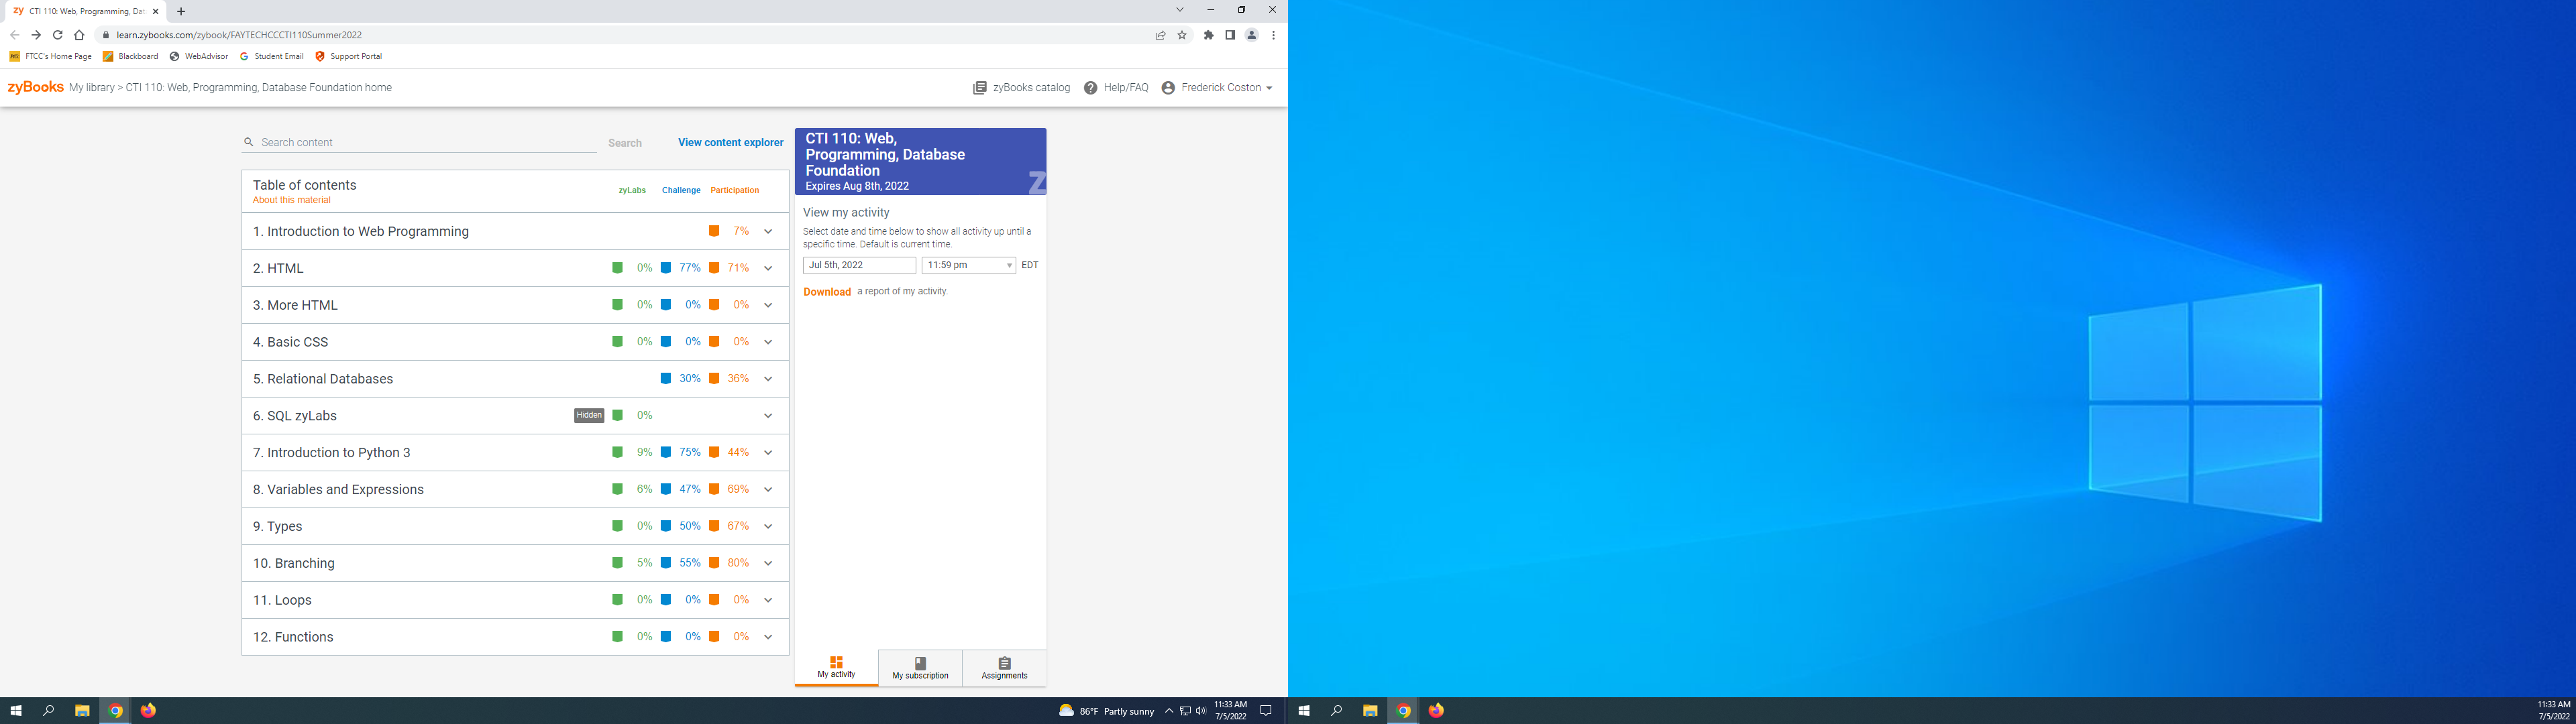 zy CTI 110: Web, Programming, Dat
learn.zybooks.com/zybook/FAYTECHCCCTI110Summer2022
FTCC's Home Page Blackboard WebAdvisor Student Email Support Portal
zyBooks My library > CTI 110: Web, Programming, Database Foundation home
zyBooks catalog Help/FAQ Frederick Coston
Search content Search View content explorer
Table of contents
About this material
zyLabs Challenge Participation
1. Introduction to Web Programming 7%
2. HTML 0% 77% 71%
3. More HTML 0% 0% 0%
4. Basic CSS 0% 0% 0%
5. Relational Databases 30% 36%
6. SQL zyLabs Hidden 0%
7. Introduction to Python 3 9% 75% 44%
8. Variables and Expressions 6% 47% 69%
9. Types 0% 50% 67%
10. Branching 5% 55% 80%
11. Loops 0% 0% 0%
12. Functions 0% 0% 0%
CTI 110: Web,
Programming, Database
Foundation
Expires Aug 8th, 2022
z
View my activity
Select date and time below to show all activity up until a
specific time. Default is current time.
Jul 5th, 2022 11:59 pm EDT
Download a report of my activity.
My activity My subscription Assignments
86°F Partly sunny
11:33 AM
7/5/2022
11:33 AM
7/5/2022